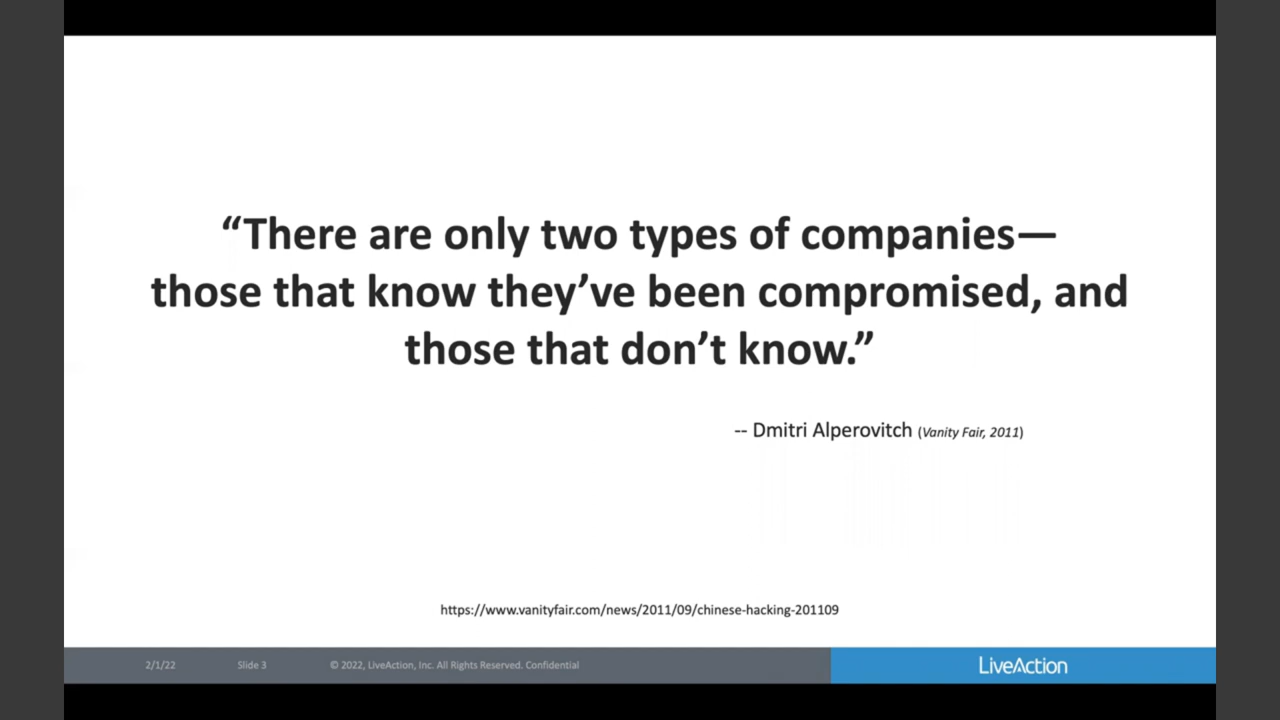 “There are only two types of companies—
those that know they’ve been compromised, and
those that don’t know.”
-- Dmitri Alperovitch (Vanity Fair, 2011)
https://www.vanityfair.com/news/2011/09/chinese-hacking-201109
2/1/22 Slide 3 © 2022, LiveAction, Inc. All Rights Reserved. Confidential LiveAction